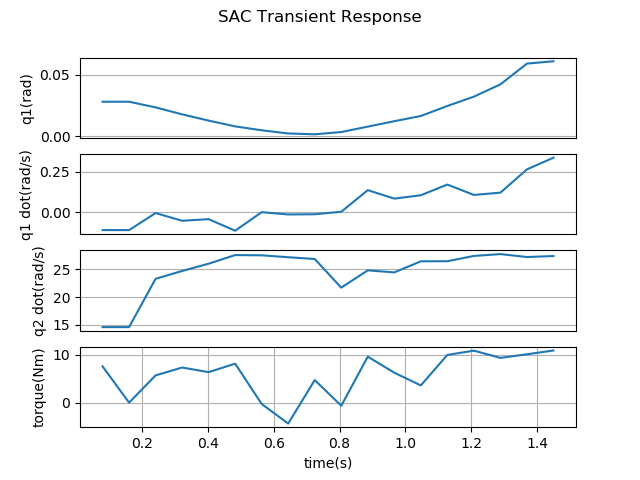 SAC Transient Response
q1(rad)
0.05
0.00
q1 dot(rad/s)
0.25
0.00
q2 dot(rad/s)
25
20
15
torque(Nm)
10
0
0.2 0.4 0.6 0.8 1.0 1.2 1.4
time(s)